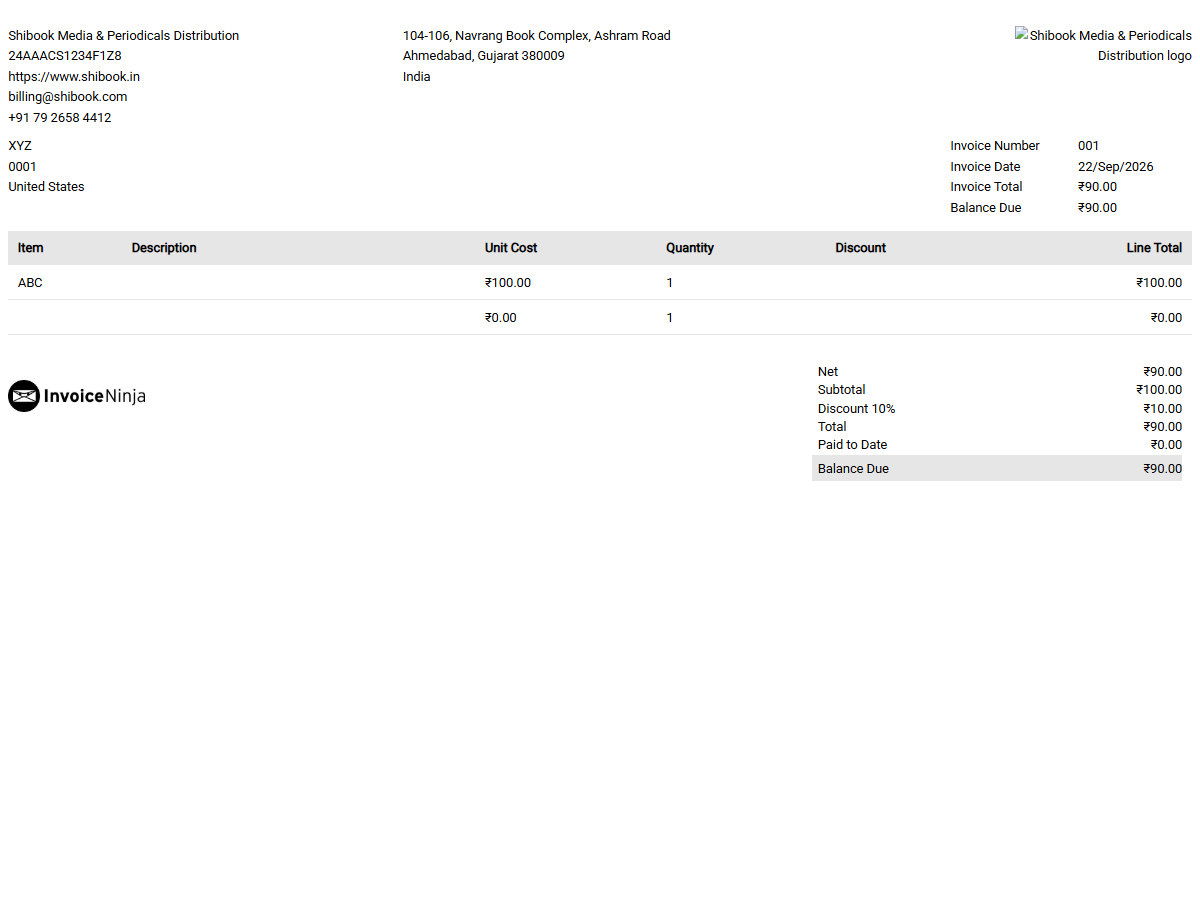 Shibook Media & Periodicals Distribution
24AAACS1234F1Z8
https://www.shibook.in
billing@shibook.com
+91 79 2658 4412
104-106, Navrang Book Complex, Ashram Road
Ahmedabad, Gujarat 380009
India
Shibook Media & Periodicals
Distribution logo
XYZ
0001
United States
Invoice Number 001
Invoice Date 22/Sep/2026
Invoice Total ₹90.00
Balance Due ₹90.00
Item Description Unit Cost Quantity Discount Line Total
ABC ₹100.00 1 ₹100.00
₹0.00 1 ₹0.00
InvoiceNinja
Net ₹90.00
Subtotal ₹100.00
Discount 10% ₹10.00
Total ₹90.00
Paid to Date ₹0.00
Balance Due ₹90.00